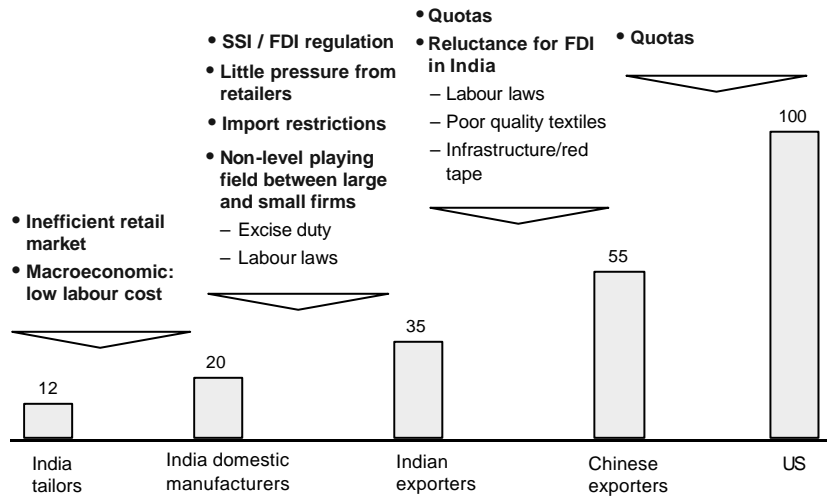 • Inefficient retail
market
• Macroeconomic:
low labour cost
• SSI / FDI regulation
• Little pressure from
retailers
• Import restrictions
• Non-level playing
field between large
and small firms
– Excise duty
– Labour laws
• Quotas
• Reluctance for FDI
in India
– Labour laws
– Poor quality textiles
– Infrastructure/red
tape
• Quotas
12
20
35
55
100
India
tailors
India domestic
manufacturers
Indian
exporters
Chinese
exporters
US